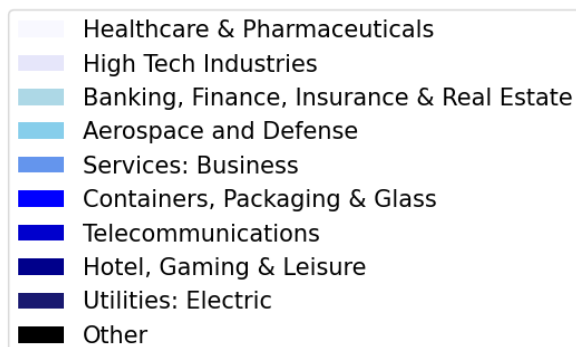 Healthcare & Pharmaceuticals
High Tech Industries
Banking, Finance, Insurance & Real Estate
Aerospace and Defense
Services: Business
Containers, Packaging & Glass
Telecommunications
Hotel, Gaming & Leisure
Utilities: Electric
Other